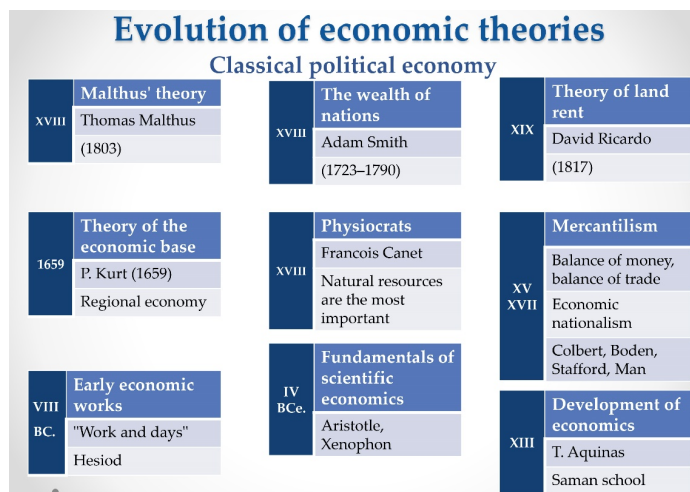 Evolution of economic theories
Classical political economy
XVIII
Malthus' theory
Thomas Malthus
(1803)
XVIII
The wealth of
nations
Adam Smith
(1723–1790)
XIX
Theory of land
rent
David Ricardo
(1817)
1659
Theory of the
economic base
P. Kurt (1659)
Regional economy
XVIII
Physiocrats
Francois Canet
Natural resources
are the most
important
XV
XVII
Mercantilism
Balance of money,
balance of trade
Economic
nationalism
Colbert, Boden,
Stafford, Man
VIII
BC.
Early economic
works
"Work and days"
Hesiod
IV
BCe.
Fundamentals of
scientific
economics
Aristotle,
Xenophon
XIII
Development of
economics
T. Aquinas
Saman school